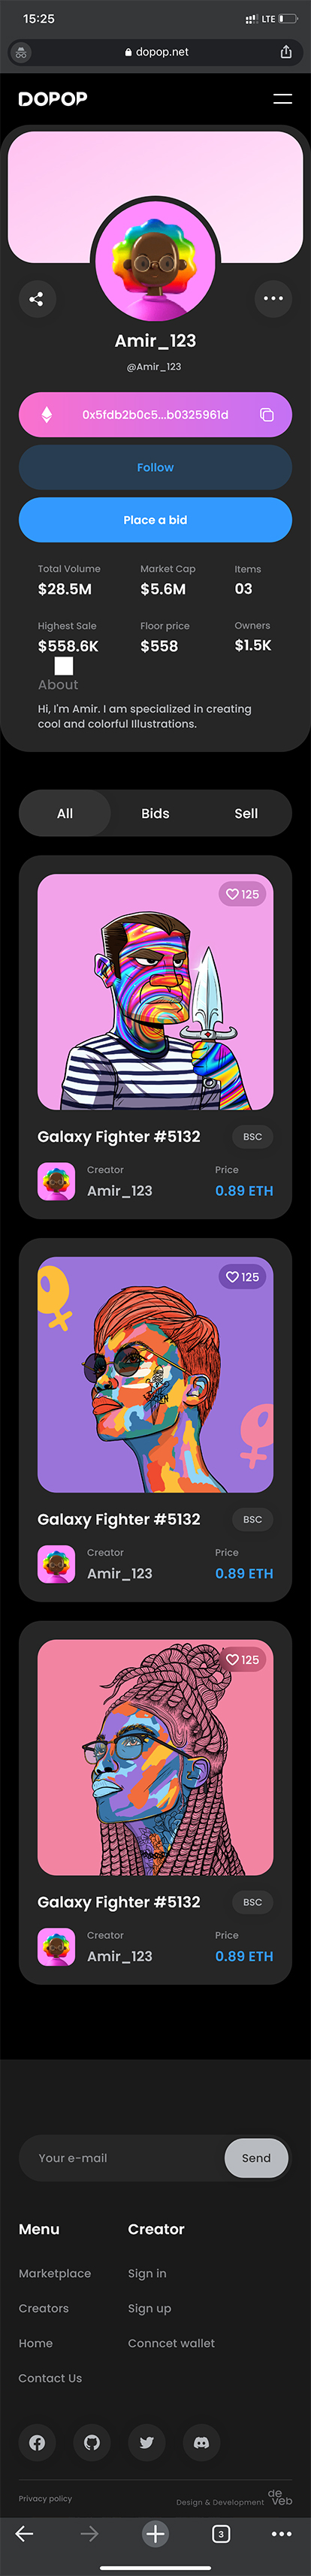 15:25
LTE
dopop.net
DOPOP
Amir_123
@Amir_123
0x5fdb2b0c5...b0325961d
Follow
Place a bid
Total Volume Market Cap Items
$28.5M $5.6M 03
Highest Sale Floor price Owners
$558.6K $558 $1.5K
About
Hi, I'm Amir. I am specialized in creating
cool and colorful Illustrations.
All Bids Sell
125
Galaxy Fighter #5132 BSC
Creator Price
Amir_123 0.89 ETH
125
Galaxy Fighter #5132 BSC
Creator Price
Amir_123 0.89 ETH
125
Galaxy Fighter #5132 BSC
Creator Price
Amir_123 0.89 ETH
Your e-mail Send
Menu Creator
Marketplace Sign in
Creators Sign up
Home Conncet wallet
Contact Us
Privacy policy Design & Development de veb
3